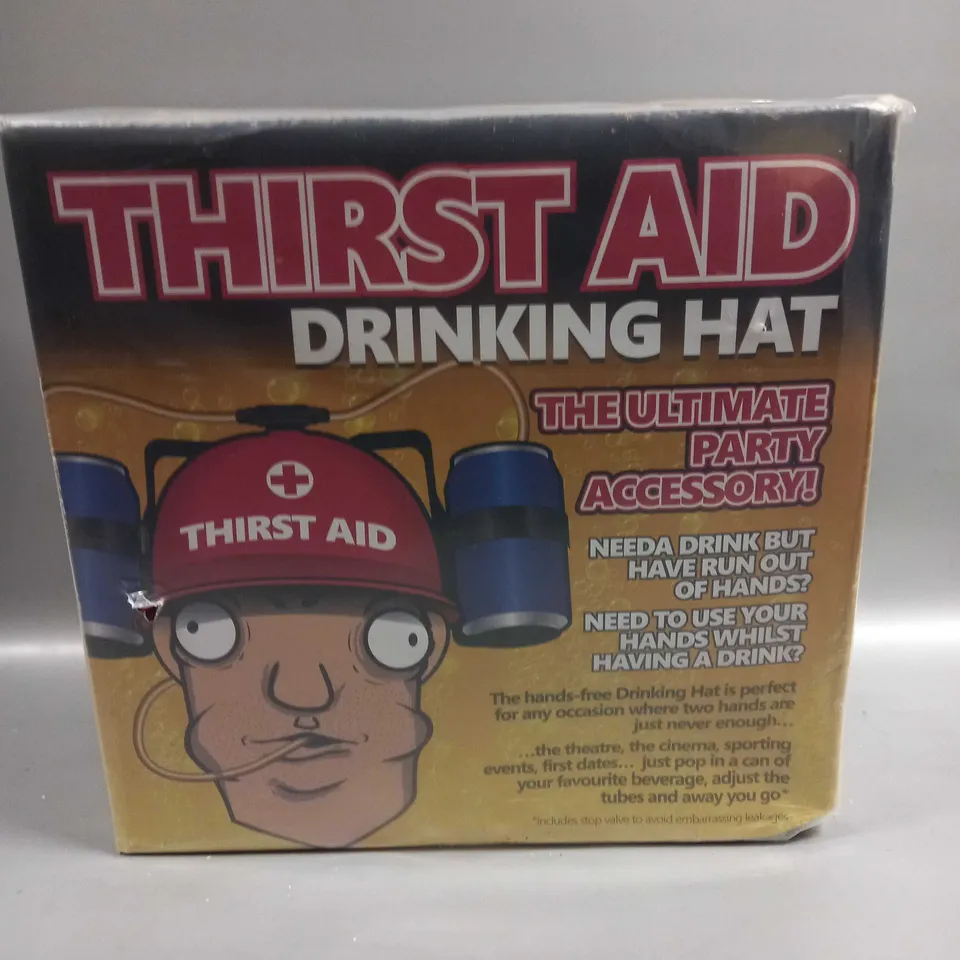 THIRST AID
DRINKING HAT
THE ULTIMATE
PARTY
ACCESSORY!
THIRST AID
NEEDA DRINK BUT
HAVE RUN OUT
OF HANDS?
NEED TO USE YOUR
HANDS WHILST
HAVING A DRINK?
The hands-free Drinking Hat is perfect
for any occasion where two hands are
just never enough...
...the theatre, the cinema, sporting
events, first dates... just pop in a can of
your favourite beverage, adjust the
tubes and away you go*
*Includes stop valve to avoid embarrassing leakages